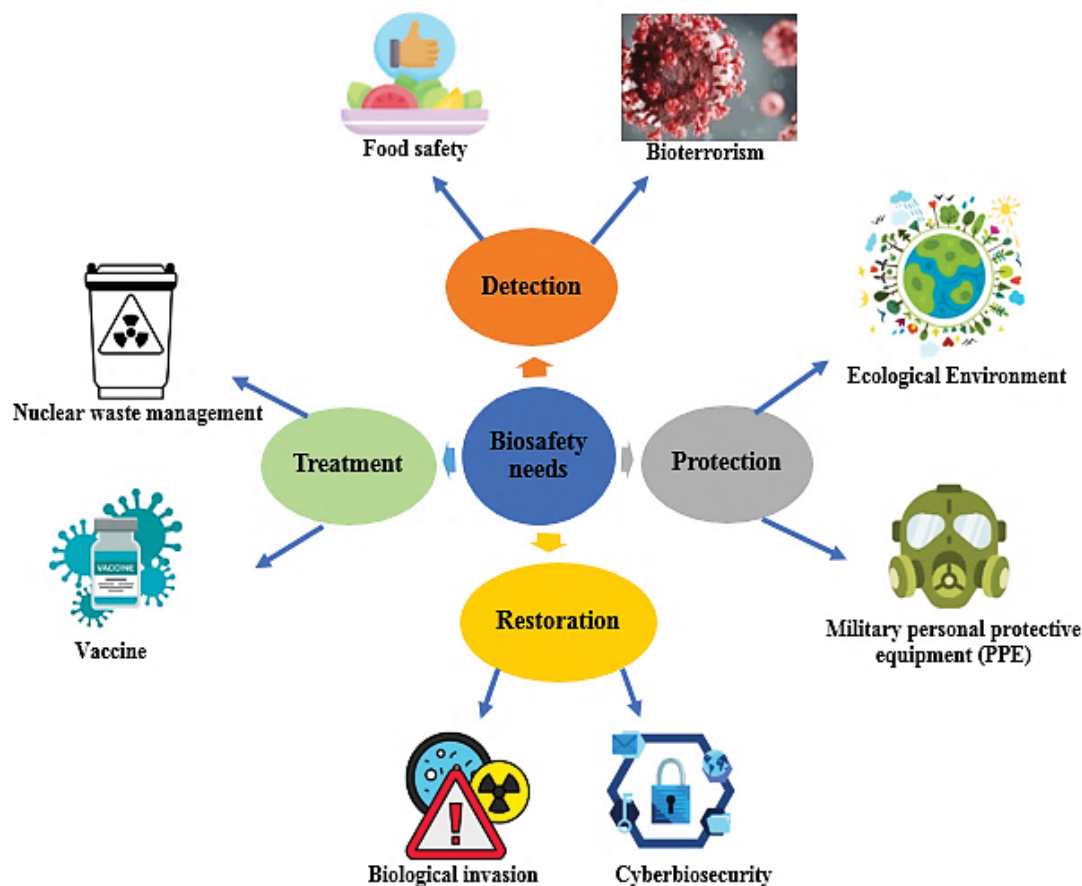 Food safety
Bioterrorism
Detection
Ecological Environment
Nuclear waste management
Treatment
Biosafety
needs
Protection
VACCINE
Vaccine
Restoration
Military personal protective
equipment (PPE)
Biological invasion
Cyberbiosecurity